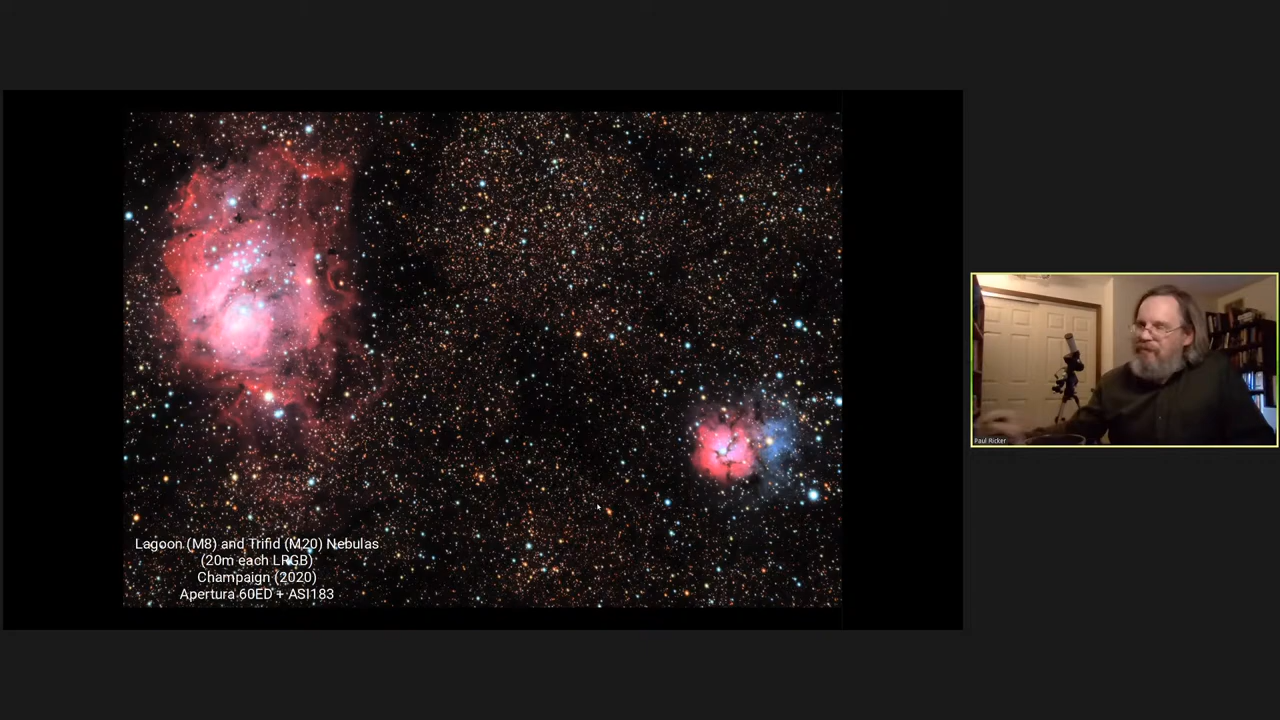 Lagoon (M8) and Trifid (M20) Nebulas
(20m each LRGB)
Champaign (2020)
Apertura 60ED + ASI183
Paul Ricker